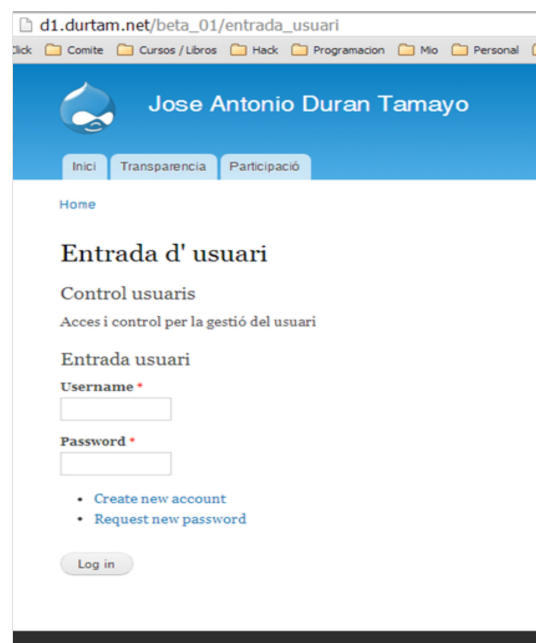 d1.durtam.net/beta_01/entrada_usuari
Click Comite Cursos / Libros Hack Programacion Mio Personal
Jose Antonio Duran Tamayo
Inici Transparencia Participació
Home
Entrada d' usuari
Control usuaris
Acces i control per la gestió del usuari
Entrada usuari
Username *
Password *
• Create new account
• Request new password
Log in